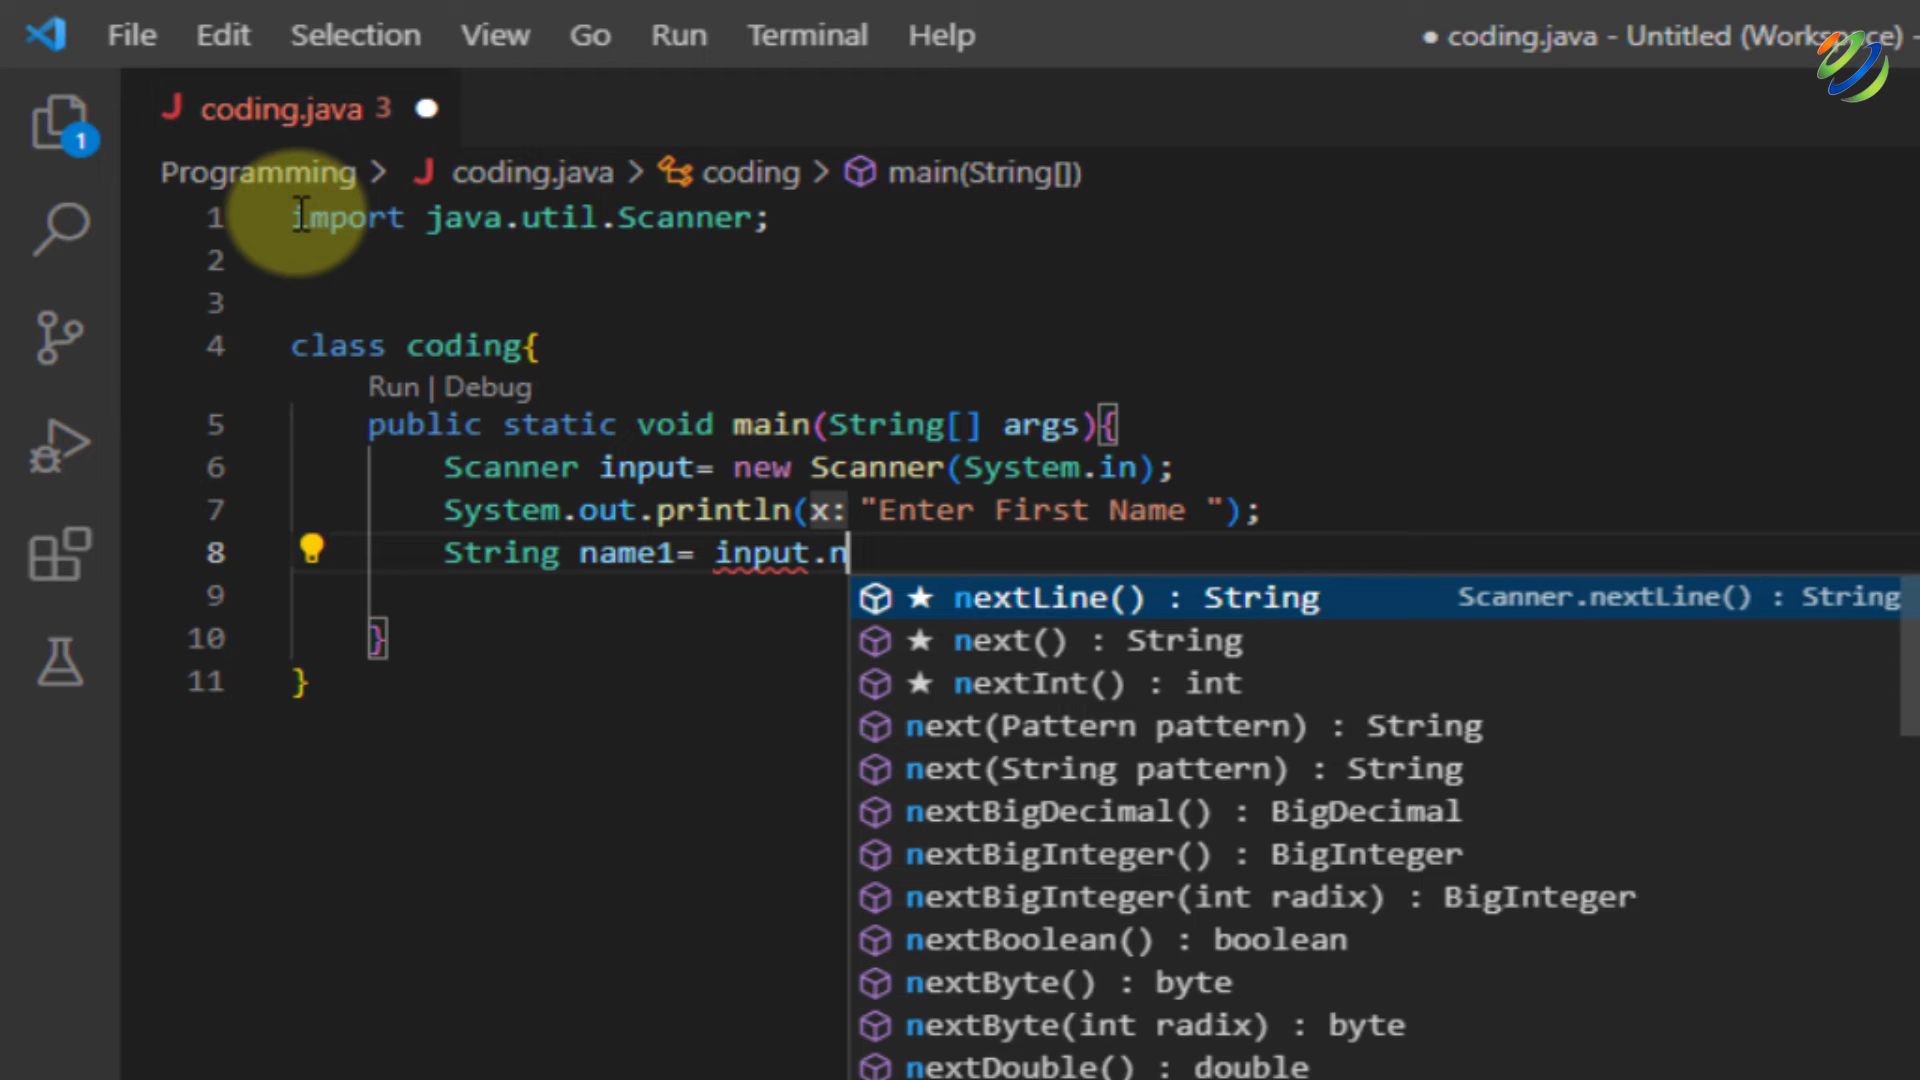 File Edit Selection View Go Run Terminal Help ● coding.java - Untitled (Workspace) -
1
J coding.java 3 ●
Programming > J coding.java > coding > main(String[])
1 import java.util.Scanner;
2
3
4 class coding{
Run | Debug
5 public static void main(String[] args){
6 Scanner input= new Scanner(System.in);
7 System.out.println(x: "Enter First Name ");
8 String name1= input.n
9
10 }
11 }
★ nextLine() : String Scanner.nextLine() : String
★ next() : String
★ nextInt() : int
next(Pattern pattern) : String
next(String pattern) : String
nextBigDecimal() : BigDecimal
nextBigInteger() : BigInteger
nextBigInteger(int radix) : BigInteger
nextBoolean() : boolean
nextByte() : byte
nextByte(int radix) : byte
nextDouble() : double